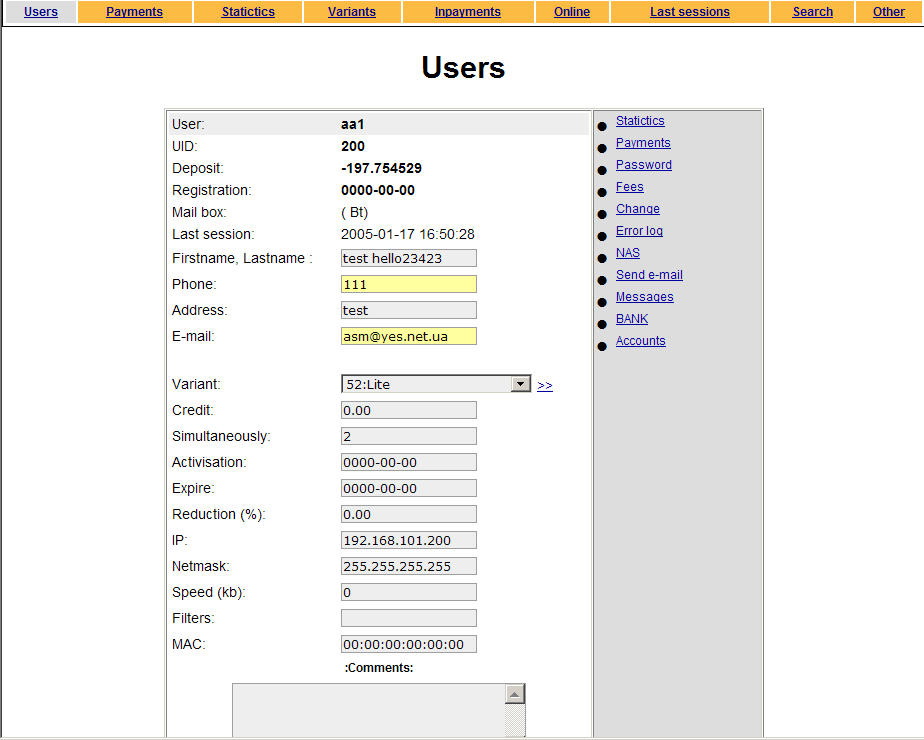 Users Payments Statictics Variants Inpayments Online Last sessions Search Other
Users
User: aa1
UID: 200
Deposit: -197.754529
Registration: 0000-00-00
Mail box: ( Bt)
Last session: 2005-01-17 16:50:28
Firstname, Lastname : test hello23423
Phone: 111
Address: test
E-mail: asm@yes.net.ua
Variant: 52:Lite >>
Credit: 0.00
Simultaneously: 2
Activisation: 0000-00-00
Expire: 0000-00-00
Reduction (%): 0.00
IP: 192.168.101.200
Netmask: 255.255.255.255
Speed (kb): 0
Filters:
MAC: 00:00:00:00:00:00
:Comments:
Statictics
Payments
Password
Fees
Change
Error log
NAS
Send e-mail
Messages
BANK
Accounts